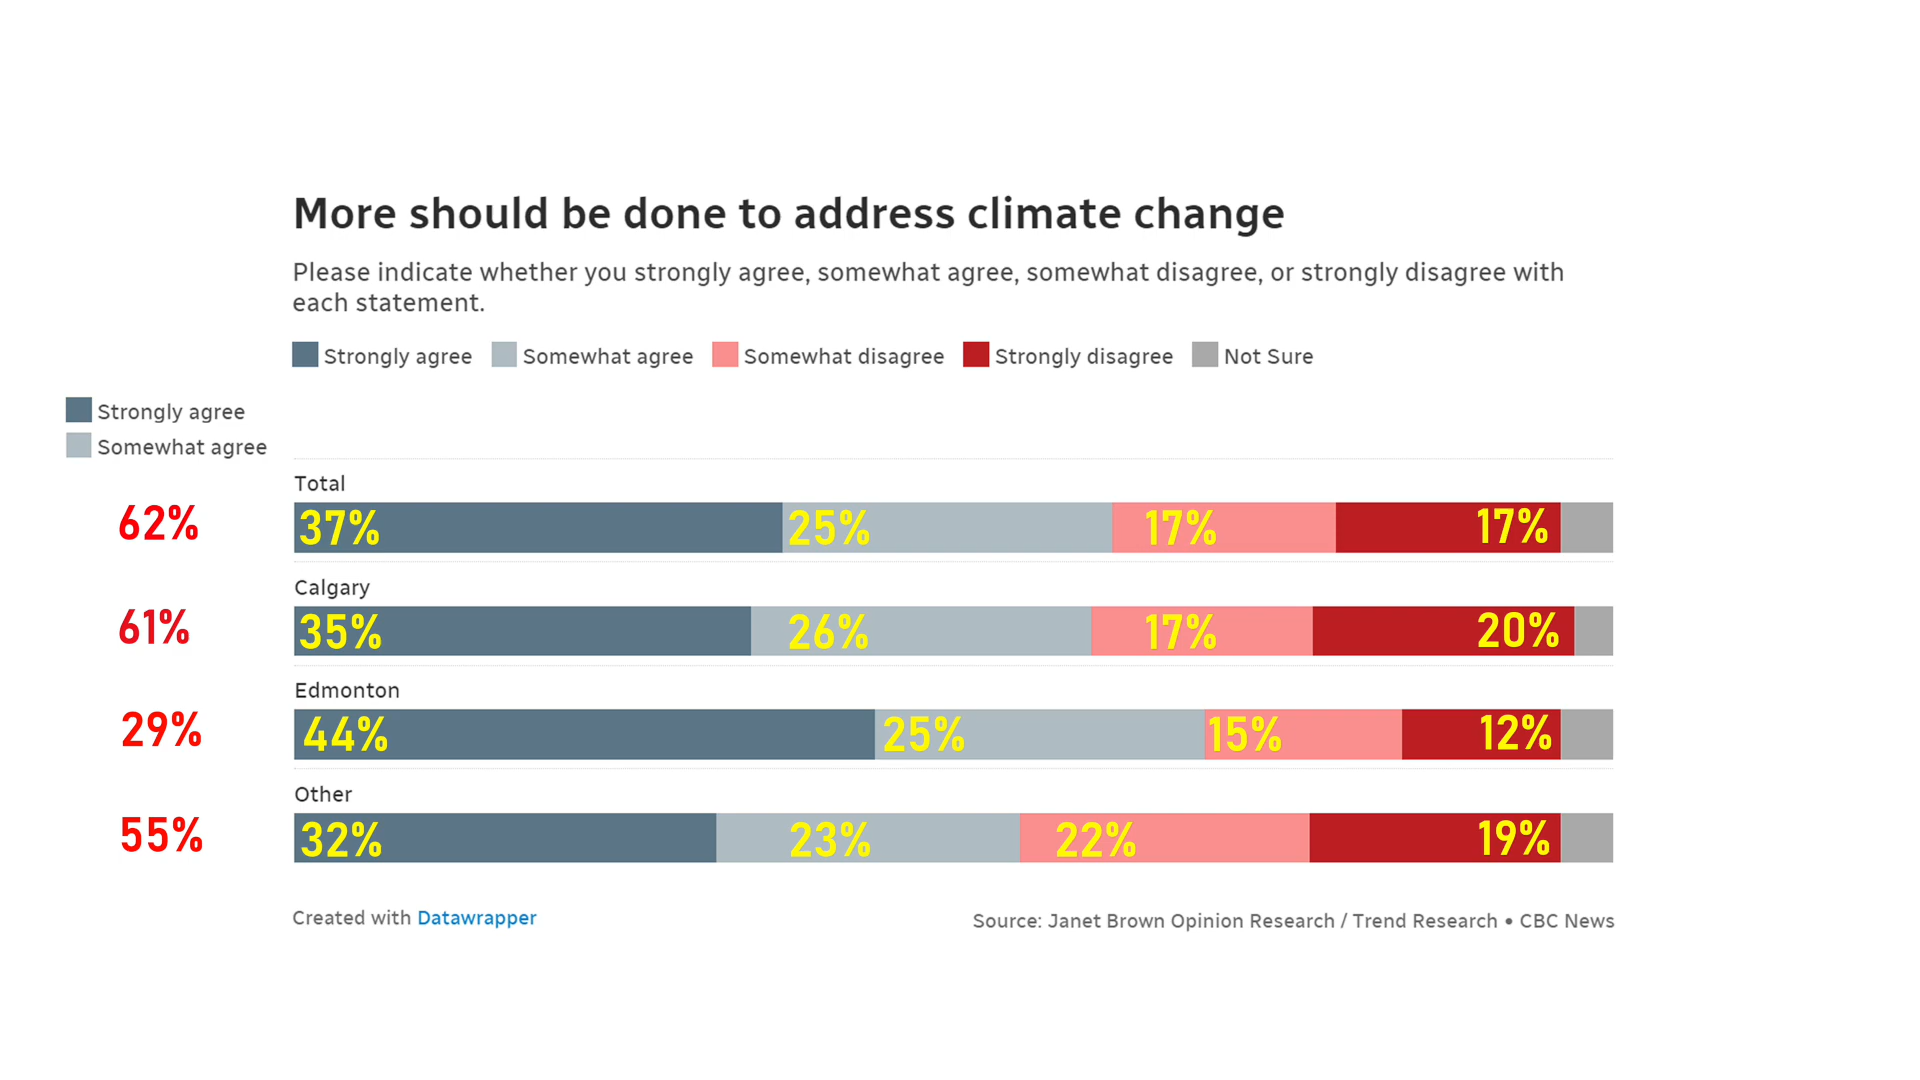 More should be done to address climate change
Please indicate whether you strongly agree, somewhat agree, somewhat disagree, or strongly disagree with
each statement.
Strongly agree Somewhat agree Somewhat disagree Strongly disagree Not Sure
Strongly agree
Somewhat agree
Total
62% 37% 25% 17% 17%
Calgary
61% 35% 26% 17% 20%
Edmonton
29% 44% 25% 15% 12%
Other
55% 32% 23% 22% 19%
Created with Datawrapper
Source: Janet Brown Opinion Research / Trend Research • CBC News